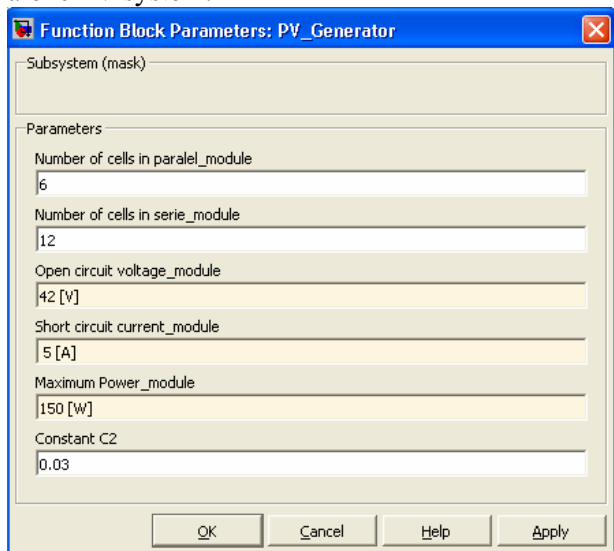 Function Block Parameters: PV_Generator
Subsystem (mask)
Parameters
Number of cells in paralel_module
6
Number of cells in serie_module
12
Open circuit voltage_module
42 [V]
Short circuit current_module
5 [A]
Maximum Power_module
150 [W]
Constant C2
0.03
OK Cancel Help Apply